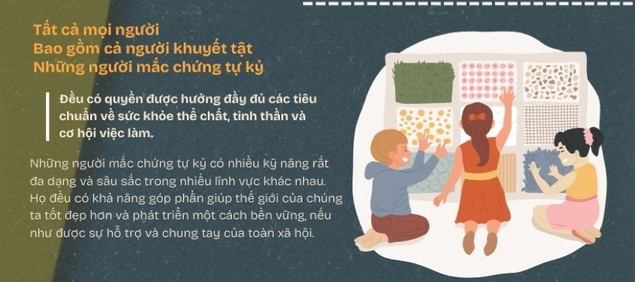 Tất cả mọi người
Bao gồm cả người khuyết tật
Những người mắc chứng tự kỷ
Đều có quyền được hưởng đầy đủ các tiêu
chuẩn về sức khỏe thể chất, tinh thần và
cơ hội việc làm.
Những người mắc chứng tự kỷ có nhiều kỹ năng rất
đa dạng và sâu sắc trong nhiều lĩnh vực khác nhau.
Họ đều có khả năng góp phần giúp thế giới của chúng
ta tốt đẹp hơn và phát triển một cách bền vững, nếu
như được sự hỗ trợ và chung tay của toàn xã hội.